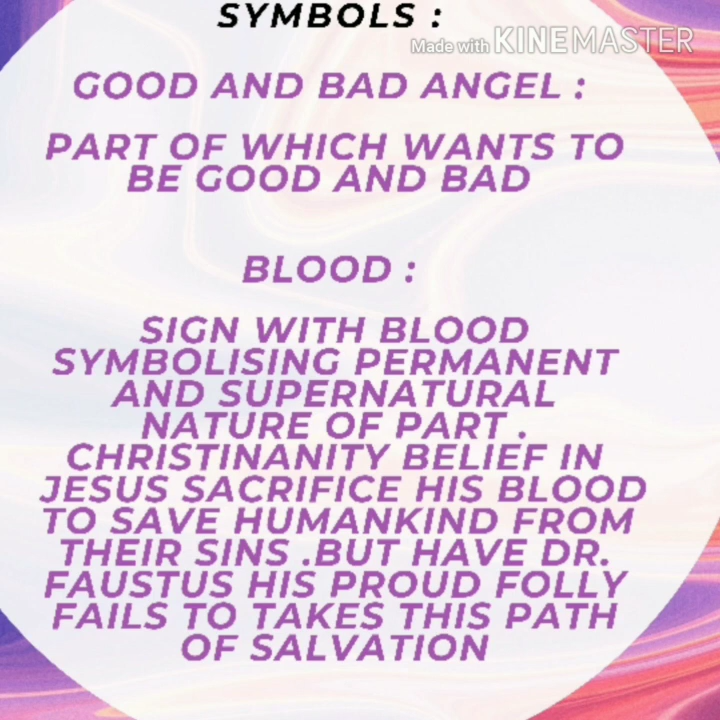 SYMBOLS :
Made with KINEMASTER
GOOD AND BAD ANGEL :
PART OF WHICH WANTS TO
BE GOOD AND BAD
BLOOD :
SIGN WITH BLOOD
SYMBOLISING PERMANENT
AND SUPERNATURAL
NATURE OF PART .
CHRISTINANITY BELIEF IN
JESUS SACRIFICE HIS BLOOD
TO SAVE HUMANKIND FROM
THEIR SINS .BUT HAVE DR.
FAUSTUS HIS PROUD FOLLY
FAILS TO TAKES THIS PATH
OF SALVATION